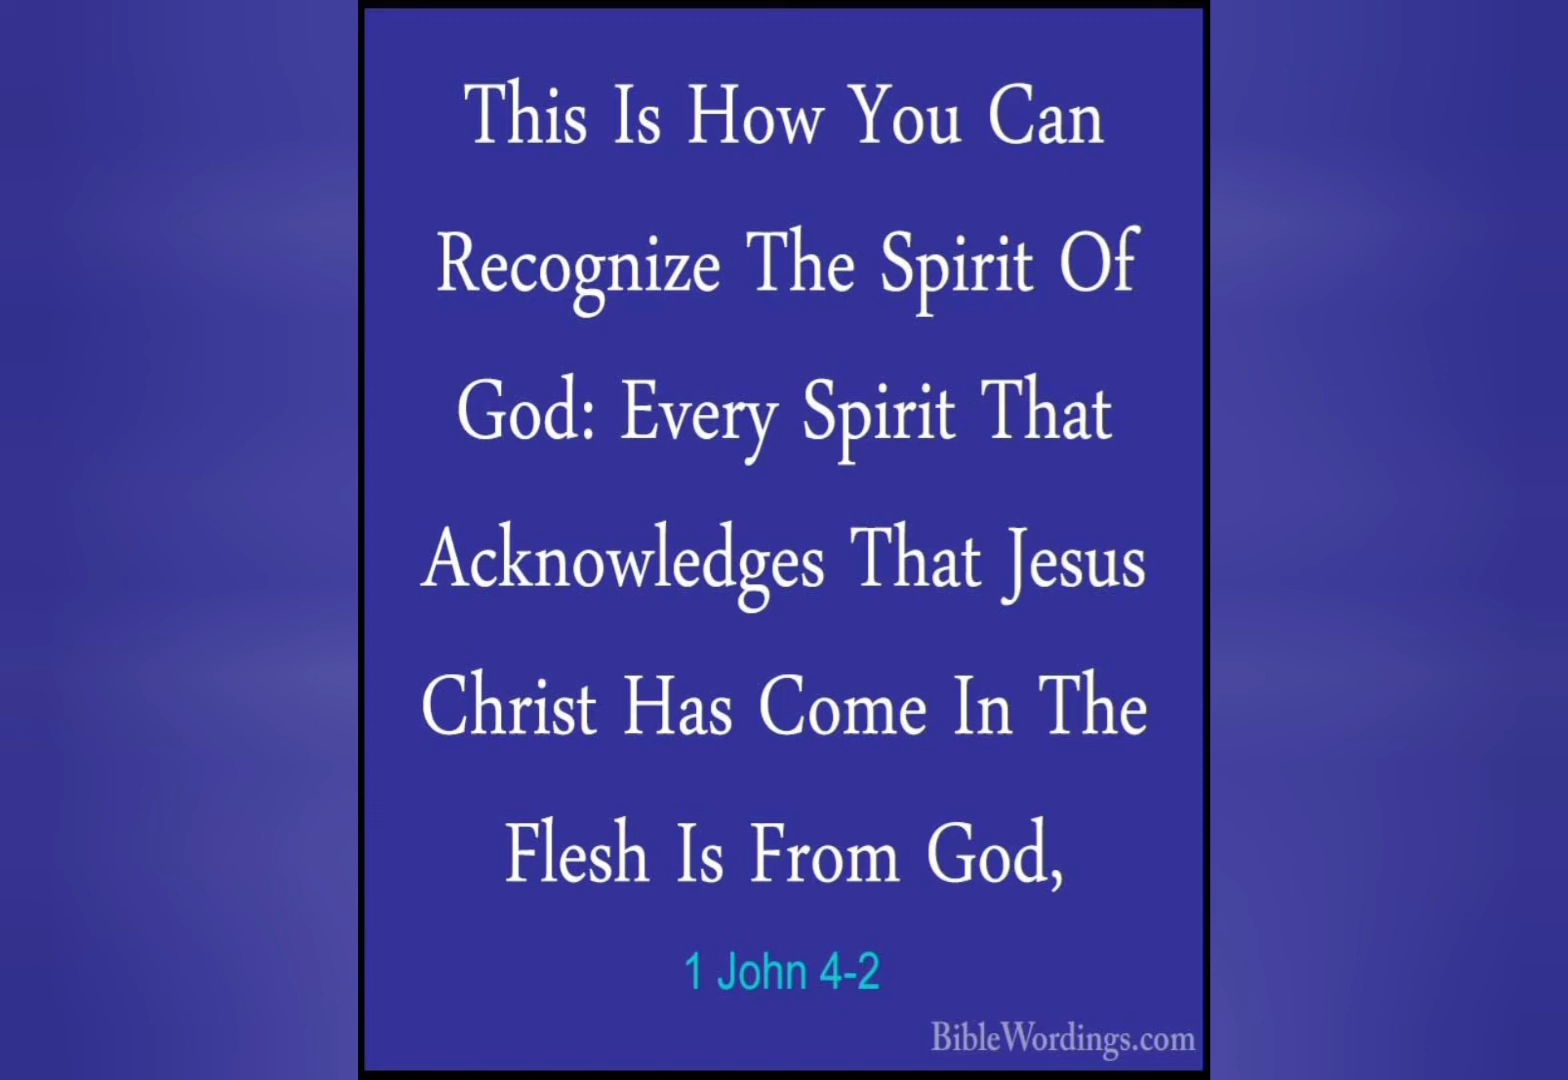 This Is How You Can
Recognize The Spirit Of
God: Every Spirit That
Acknowledges That Jesus
Christ Has Come In The
Flesh Is From God,
1 John 4-2
BibleWordings.com